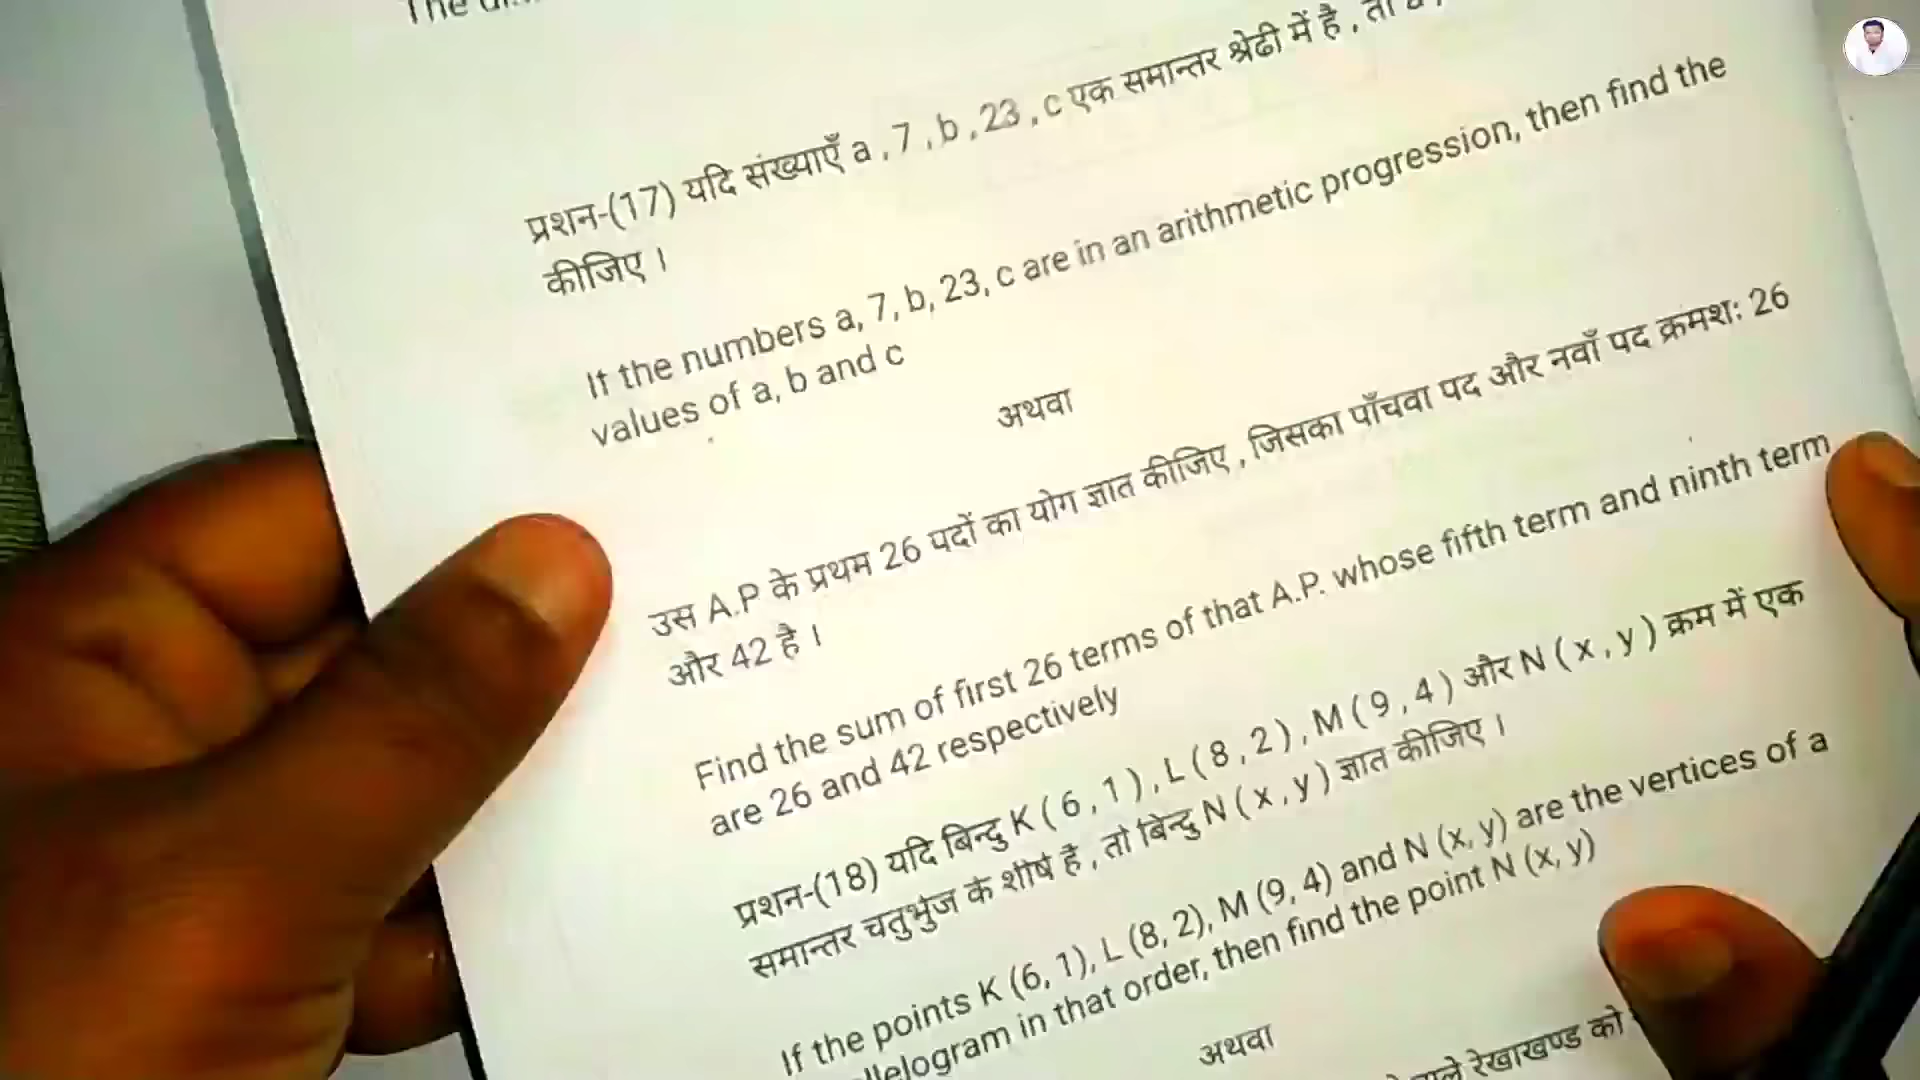 The
प्रशन-(17) यदि संख्याएँ a , 7 , b , 23 , c एक समान्तर श्रेढी में है , तो
कीजिए ।
If the numbers a, 7, b, 23, c are in an arithmetic progression, then find the
values of a, b and c
अथवा
उस A.P के प्रथम 26 पदों का योग ज्ञात कीजिए , जिसका पाँचवा पद और नवाँ पद क्रमश: 26
और 42 है ।
Find the sum of first 26 terms of that A.P. whose fifth term and ninth term
are 26 and 42 respectively
प्रशन-(18) यदि बिन्दु K ( 6 , 1 ) , L ( 8 , 2 ) , M ( 9 , 4 ) और N ( x , y ) क्रम में एक
समान्तर चतुर्भुज के शीर्ष है , तो बिन्दु N ( x , y ) ज्ञात कीजिए ।
If the points K (6, 1), L (8, 2), M (9, 4) and N (x, y) are the vertices of a
allelogram in that order, then find the point N (x, y)
अथवा
रेखाखण्ड को